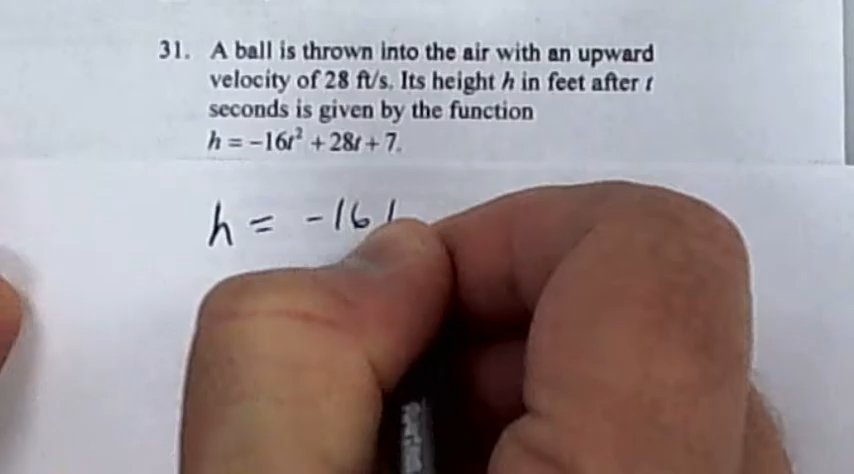 31. A ball is thrown into the air with an upward
velocity of 28 ft/s. Its height h in feet after t
seconds is given by the function
h = -16t² + 28t + 7.
h = -16